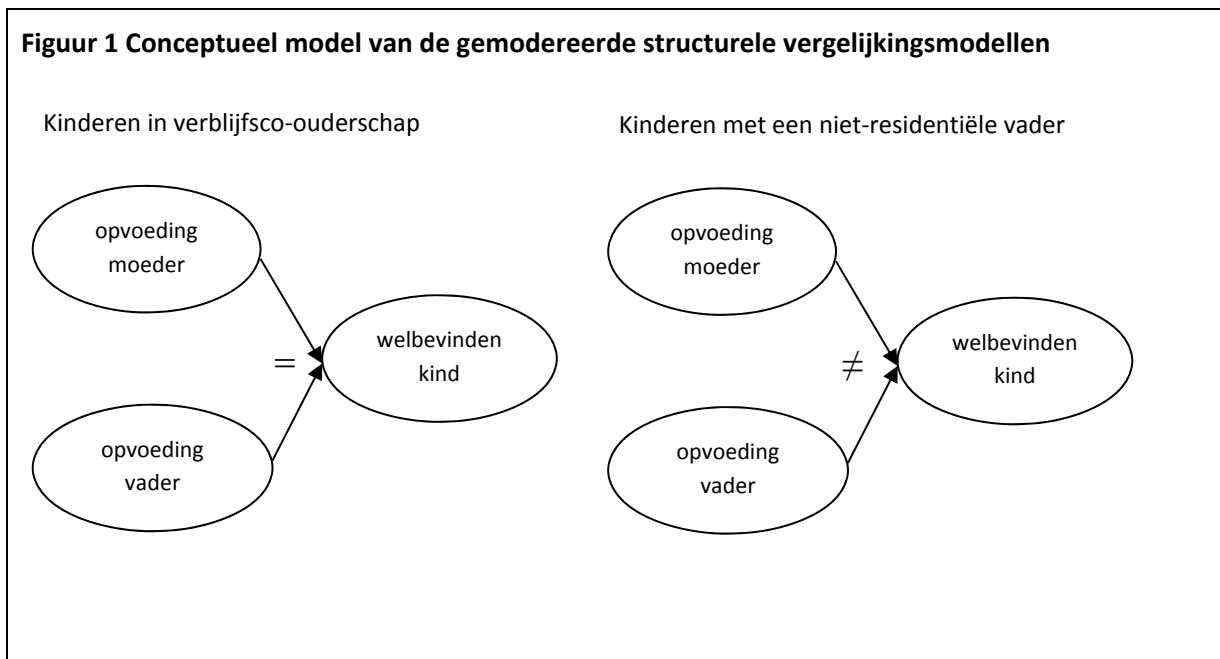 Figuur 1 Conceptueel model van de gemodereerde structurele vergelijkingsmodellen
Kinderen in verblijfsco-ouderschap
opvoeding
moeder
=
welbevinden
kind
opvoeding
vader
Kinderen met een niet-residentiële vader
opvoeding
moeder
≠
welbevinden
kind
opvoeding
vader